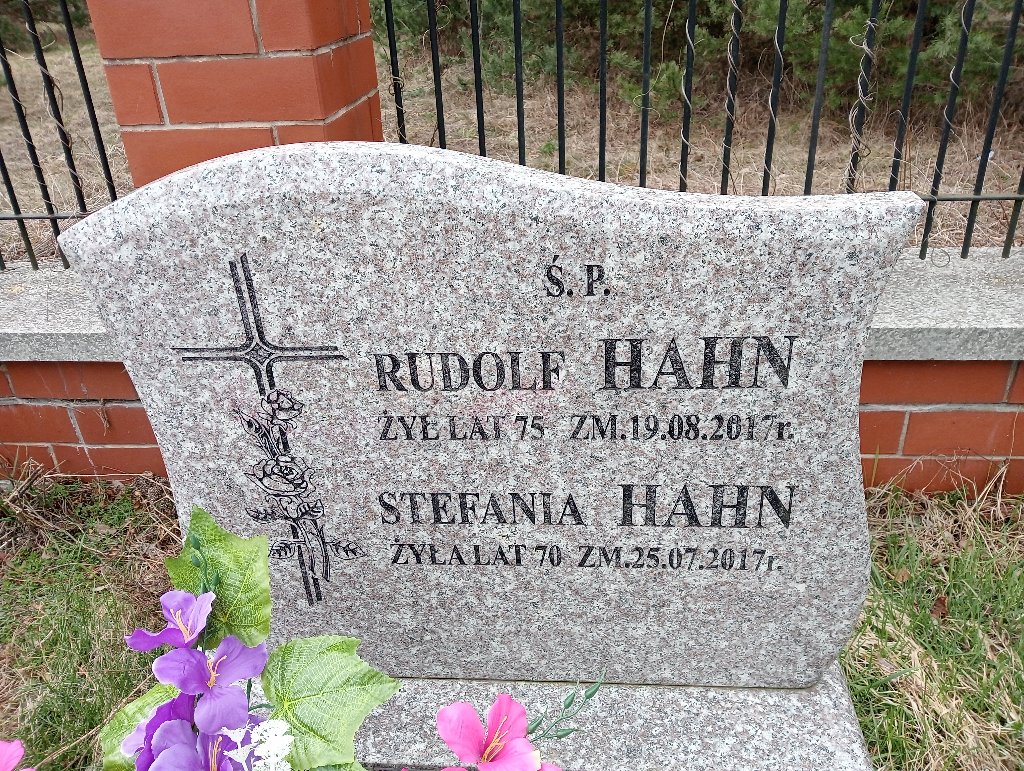 Ś. P.
RUDOLF HAHN
ŻYŁ LAT 75 ZM.19.08.2017r.
STEFANIA HAHN
ŻYŁA LAT 70 ZM.25.07.2017r.